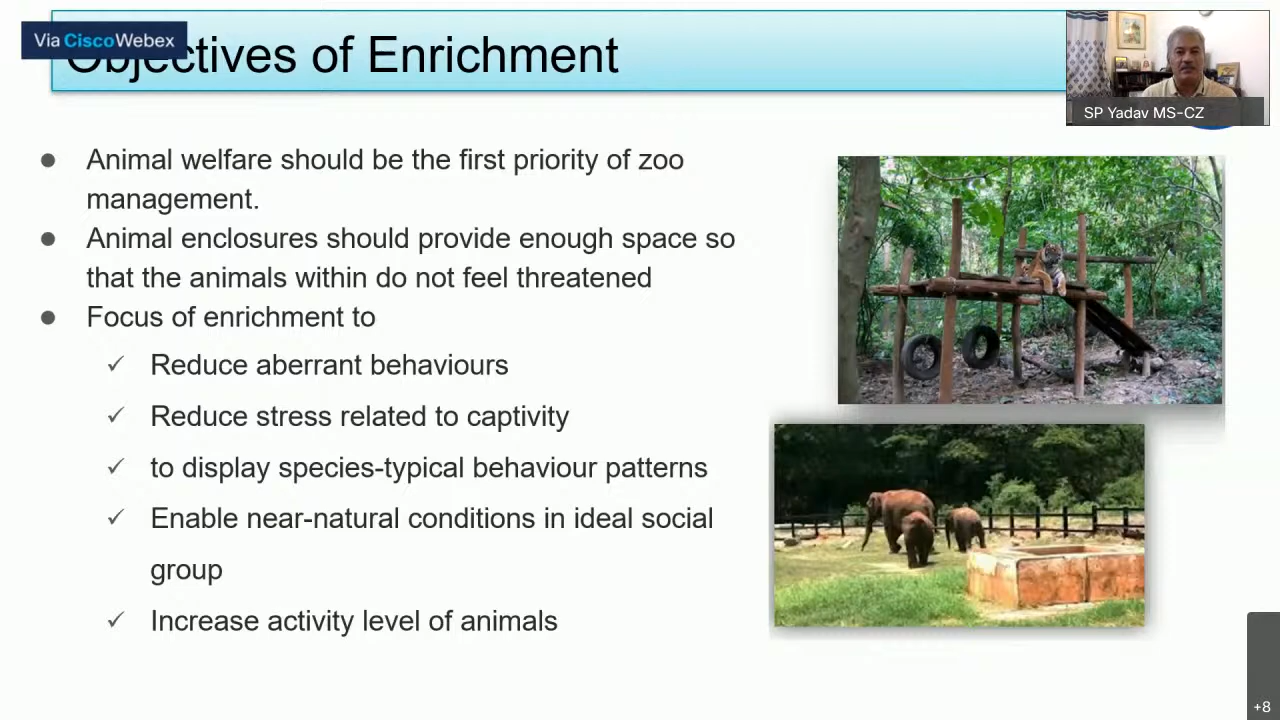 Via Cisco Webex
Objectives of Enrichment
SP Yadav MS-CZ
● Animal welfare should be the first priority of zoo
management.
● Animal enclosures should provide enough space so
that the animals within do not feel threatened
● Focus of enrichment to
✓ Reduce aberrant behaviours
✓ Reduce stress related to captivity
✓ to display species-typical behaviour patterns
✓ Enable near-natural conditions in ideal social
group
✓ Increase activity level of animals
+8